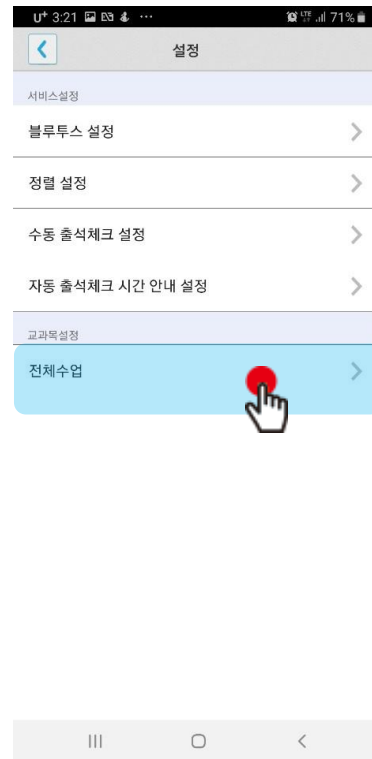 U⁺ 3:21 ··· LTE 71%
설정
서비스설정
블루투스 설정
정렬 설정
수동 출석체크 설정
자동 출석체크 시간 안내 설정
교과목설정
전체수업